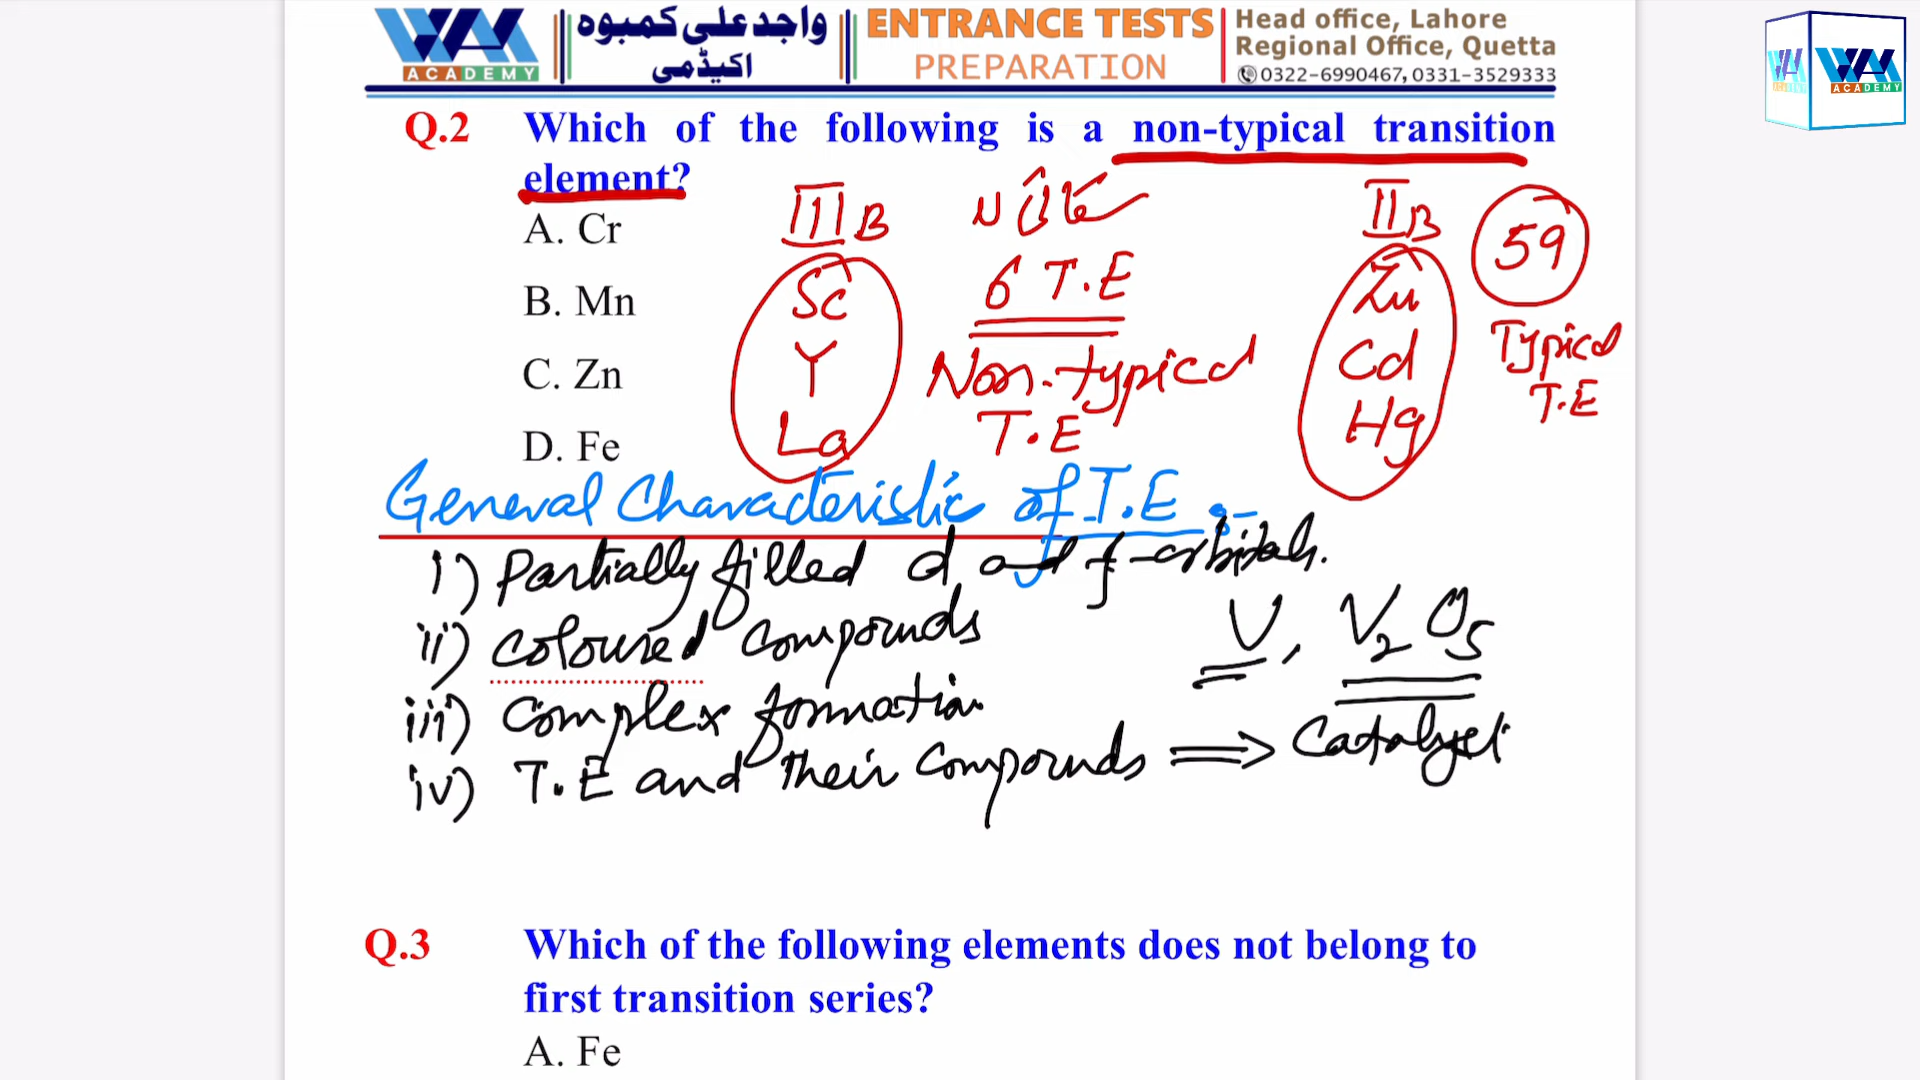 WAK
ACADEMY
واجد علی کمبوہ
اکیڈمی
ENTRANCE TESTS
PREPARATION
Head office, Lahore
Regional Office, Quetta
0322-6990467, 0331-3529333
WAK
ACADEMY
Q.2 Which of the following is a non-typical transition
element?
A. Cr
B. Mn
C. Zn
D. Fe
III B
Sc
Y
La
6 T.E
Non-typical
T.E
II B
Zn
Cd
Hg
59
Typical
T.E
General Characteristic of T.E :-
i) Partially filled d and f-orbitals.
ii) coloured compounds
iii) Complex formation
iv) T.E and their compounds ⟹ Catalyst
V, V2O5
Q.3 Which of the following elements does not belong to
first transition series?
A. Fe